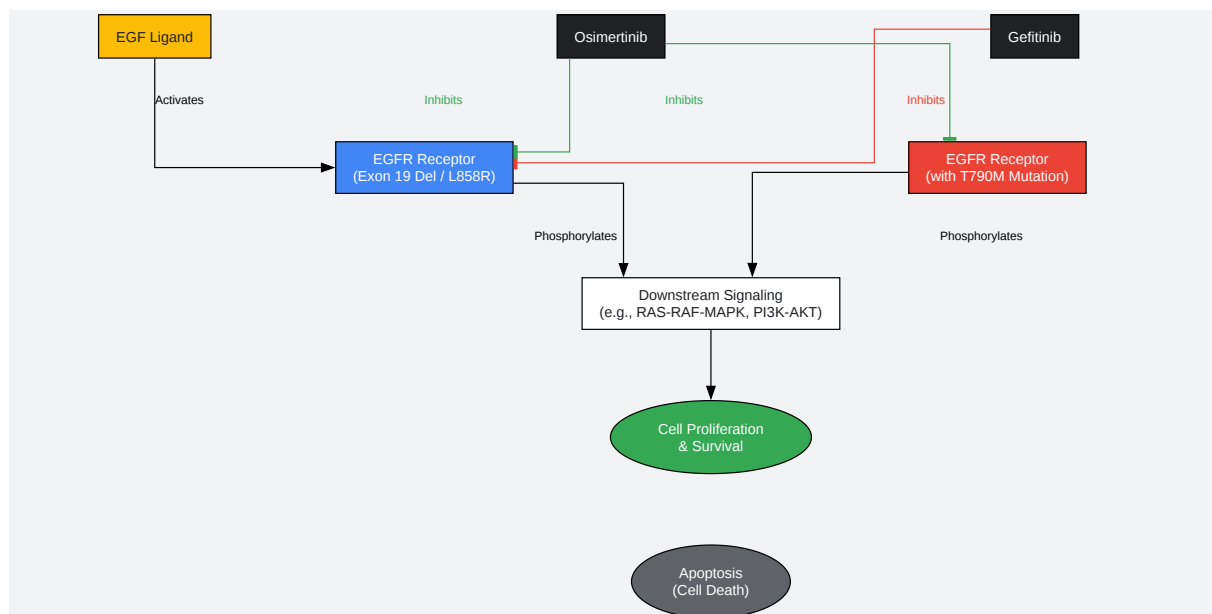 EGF Ligand
Osimertinib
Gefitinib
Activates
Inhibits
Inhibits
Inhibits
EGFR Receptor
(Exon 19 Del / L858R)
EGFR Receptor
(with T790M Mutation)
Phosphorylates
Phosphorylates
Downstream Signaling
(e.g., RAS-RAF-MAPK, PI3K-AKT)
Cell Proliferation
& Survival
Apoptosis
(Cell Death)